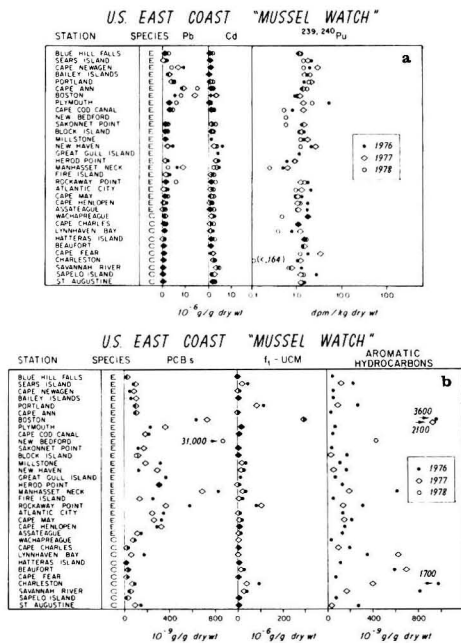 U.S. EAST COAST "MUSSEL WATCH"
STATION SPECIES Pb Cd 239,240Pu
a
BLUE HILL FALLS E
SEARS ISLAND E
CAPE NEWAGEN E
BAILEY ISLANDS E
PORTLAND E
CAPE ANN E
BOSTON E
PLYMOUTH E
CAPE COD CANAL E
NEW BEDFORD E
SAKONNET POINT E
BLOCK ISLAND E
MILLSTONE E
NEW HAVEN E
GREAT GULL ISLAND E
HEROD POINT E
MANHASSET NECK E
FIRE ISLAND E
ROCKAWAY POINT E
ATLANTIC CITY E
CAPE MAY E
CAPE HENLOPEN E
ASSATEAGUE E
WACHAPREAGUE C
CAPE CHARLES C
LYNNHAVEN BAY C
HATTERAS ISLAND C
BEAUFORT C
CAPE FEAR C
CHARLESTON C (<.164)
SAVANNAH RIVER C
SAPELO ISLAND C
ST AUGUSTINE C
1976
1977
1978
0 10 0 4 0.1 1.0 10.0
10-6 g/g dry wt dpm/kg dry wt
U.S. EAST COAST "MUSSEL WATCH"
STATION SPECIES PCBs f1 - UCM AROMATIC HYDROCARBONS
b
BLUE HILL FALLS E
SEARS ISLAND E
CAPE NEWAGEN E
BAILEY ISLANDS E
PORTLAND E
CAPE ANN E
BOSTON E 3600
PLYMOUTH E 2100
CAPE COD CANAL E
NEW BEDFORD E 31,000
SAKONNET POINT E
BLOCK ISLAND E
MILLSTONE E
NEW HAVEN E
GREAT GULL ISLAND E
HEROD POINT E
MANHASSET NECK E
FIRE ISLAND E
ROCKAWAY POINT E
ATLANTIC CITY E
CAPE MAY E
CAPE HENLOPEN E
ASSATEAGUE E
WACHAPREAGUE C
CAPE CHARLES C
LYNNHAVEN BAY C
HATTERAS ISLAND C
BEAUFORT C
CAPE FEAR C
CHARLESTON C 1700
SAVANNAH RIVER C
SAPELO ISLAND C
ST AUGUSTINE C
1976
1977
1978
0 400 800 0 200 400 0 400 800
10-9 g/g dry wt 10-6 g/g dry wt 10-9 g/g dry wt